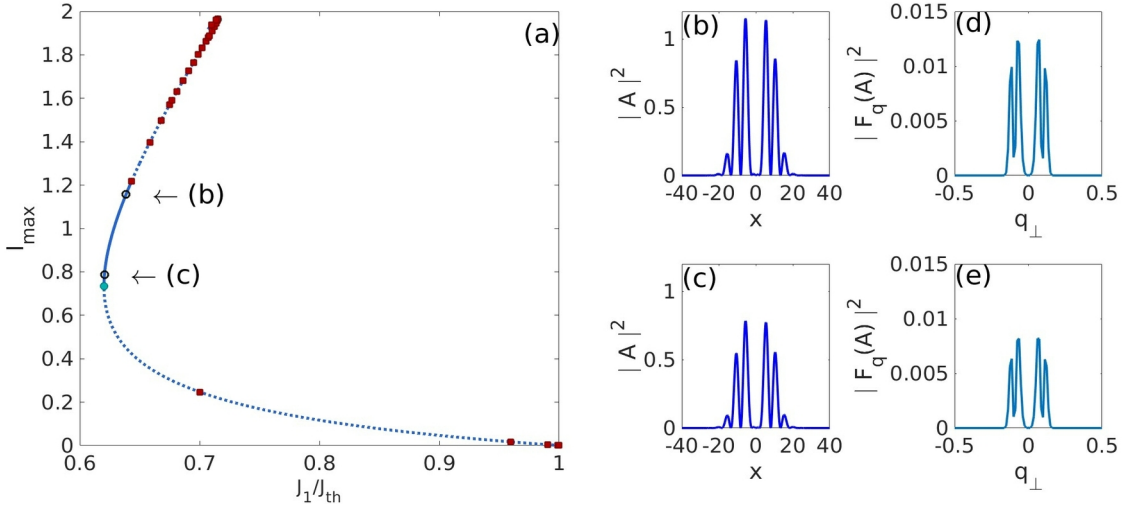 (a)
I_max
2
1.8
1.6
1.4
1.2
1
0.8
0.6
0.4
0.2
0
← (b)
← (c)
0.6 0.7 0.8 0.9 1
J_1/J_th
(b)
| A |^2
1
0.5
0
-40 -20 0 20 40
x
(d)
| F_q(A) |^2
0.015
0.01
0.005
0
-0.5 0 0.5
q_⊥
(c)
| A |^2
1
0.5
0
-40 -20 0 20 40
x
(e)
| F_q(A) |^2
0.015
0.01
0.005
0
-0.5 0 0.5
q_⊥